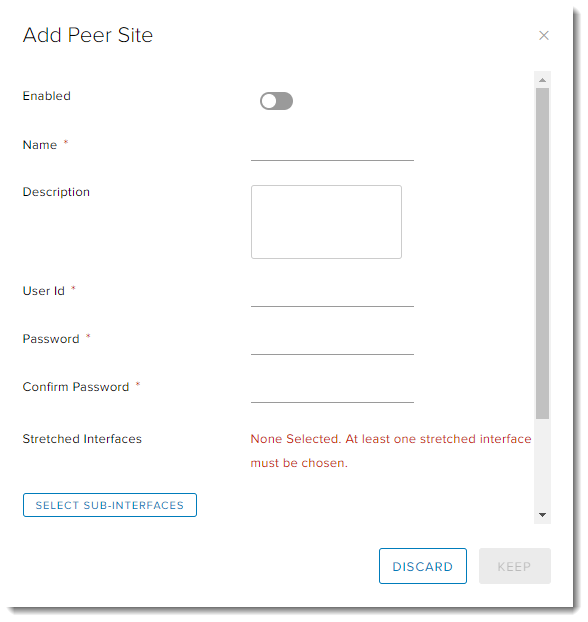 Add Peer Site
Enabled
Name *
Description
User Id *
Password *
Confirm Password *
Stretched Interfaces
None Selected. At least one stretched interface
must be chosen.
SELECT SUB-INTERFACES
DISCARD
KEEP